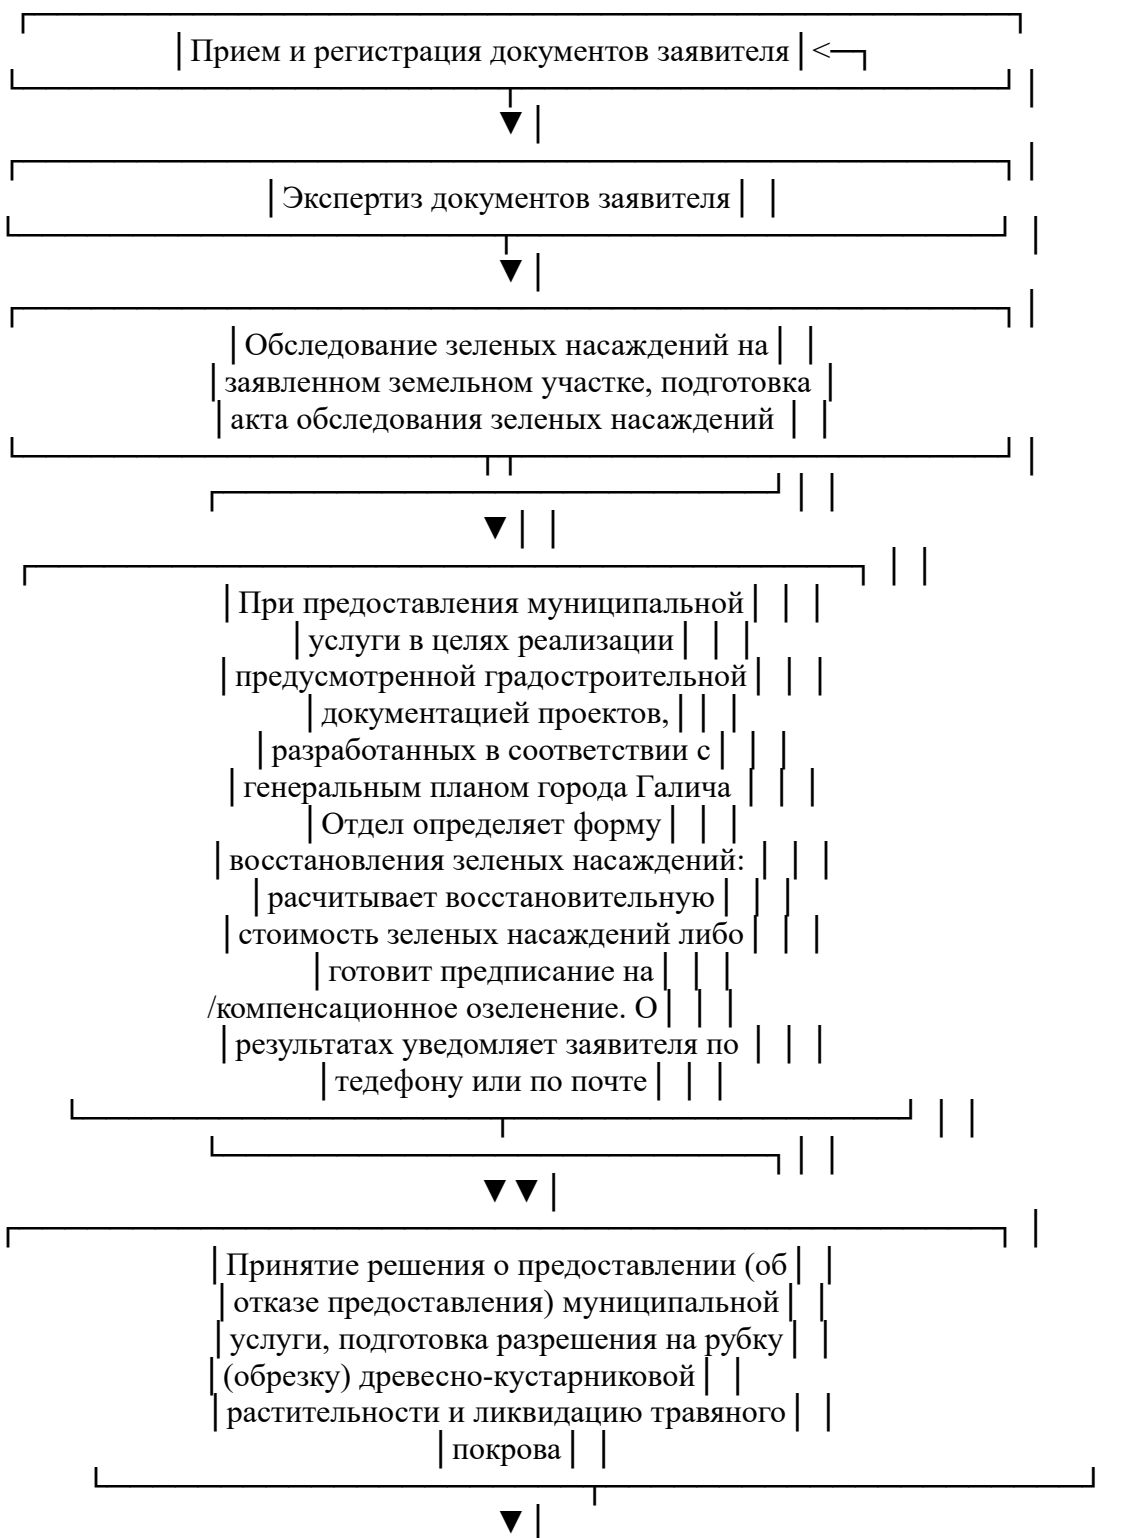 Прием и регистрация документов заявителя
Экспертиз документов заявителя
Обследование зеленых насаждений на
заявленном земельном участке, подготовка
акта обследования зеленых насаждений
При предоставления муниципальной
услуги в целях реализации
предусмотренной градостроительной
документацией проектов,
разработанных в соответствии с
генеральным планом города Галича
Отдел определяет форму
восстановления зеленых насаждений:
расчитывает восстановительную
стоимость зеленых насаждений либо
готовит предписание на
/компенсационное озеленение. О
результатах уведомляет заявителя по
тедефону или по почте
Принятие решения о предоставлении (об
отказе предоставления) муниципальной
услуги, подготовка разрешения на рубку
(обрезку) древесно-кустарниковой
растительности и ликвидацию травяного
покрова